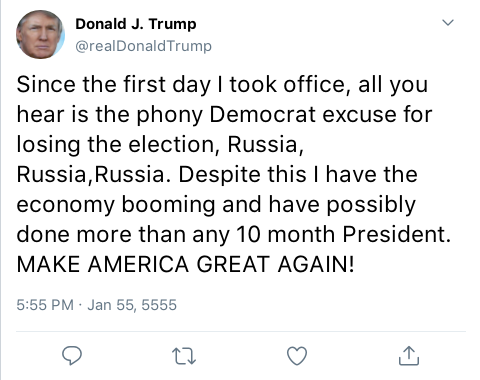 Donald J. Trump
@realDonaldTrump
Since the first day I took office, all you
hear is the phony Democrat excuse for
losing the election, Russia,
Russia,Russia. Despite this I have the
economy booming and have possibly
done more than any 10 month President.
MAKE AMERICA GREAT AGAIN!
5:55 PM · Jan 55, 5555